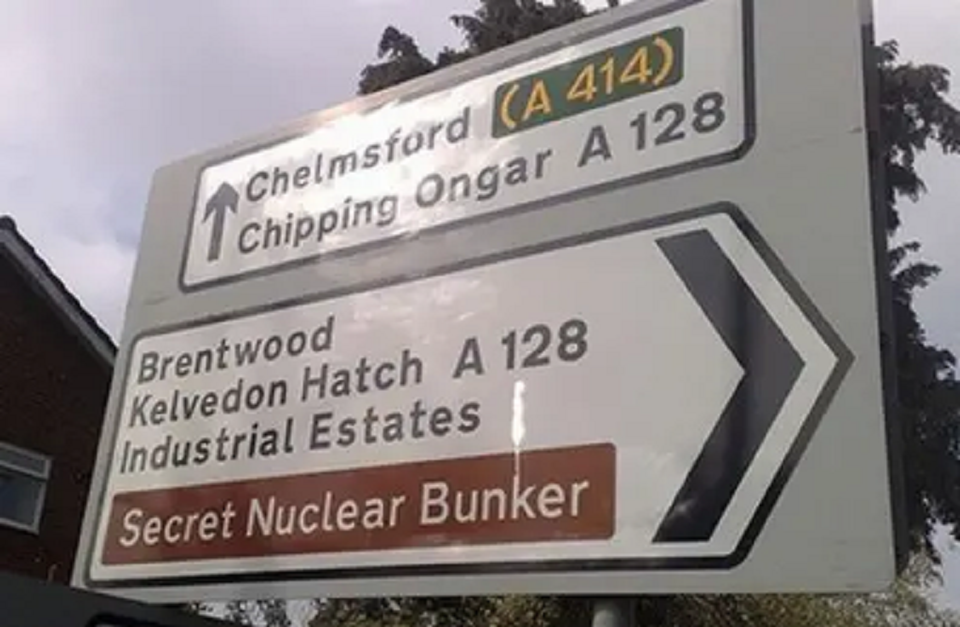 Chelmsford (A 414)
Chipping Ongar A 128
Brentwood
Kelvedon Hatch A 128
Industrial Estates
Secret Nuclear Bunker